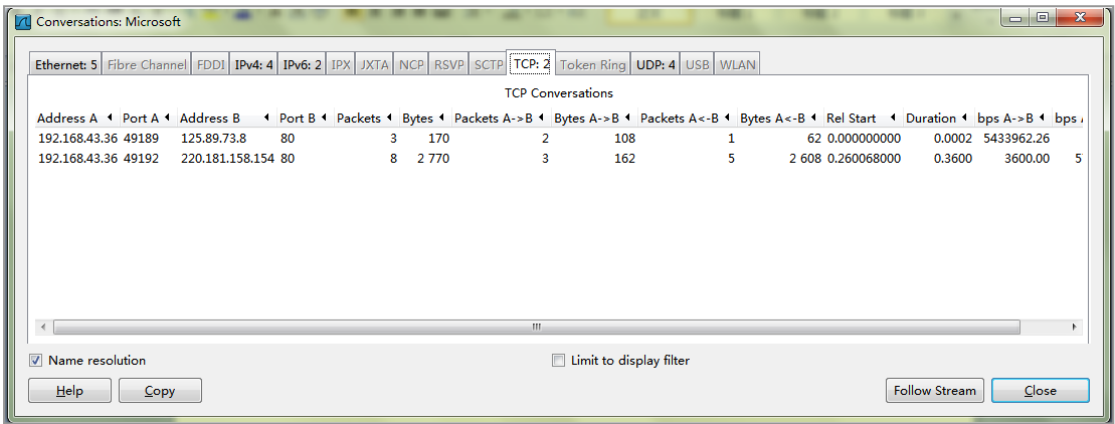 Conversations: Microsoft
Ethernet: 5 Fibre Channel FDDI IPv4: 4 IPv6: 2 IPX JXTA NCP RSVP SCTP TCP: 2 Token Ring UDP: 4 USB WLAN
TCP Conversations
Address A Port A Address B Port B Packets Bytes Packets A->B Bytes A->B Packets A<-B Bytes A<-B Rel Start Duration bps A->B bps
192.168.43.36 49189 125.89.73.8 80 3 170 2 108 1 62 0.000000000 0.0002 5433962.26
192.168.43.36 49192 220.181.158.154 80 8 2 770 3 162 5 2 608 0.260068000 0.3600 3600.00 5
Name resolution Limit to display filter
Help Copy Follow Stream Close